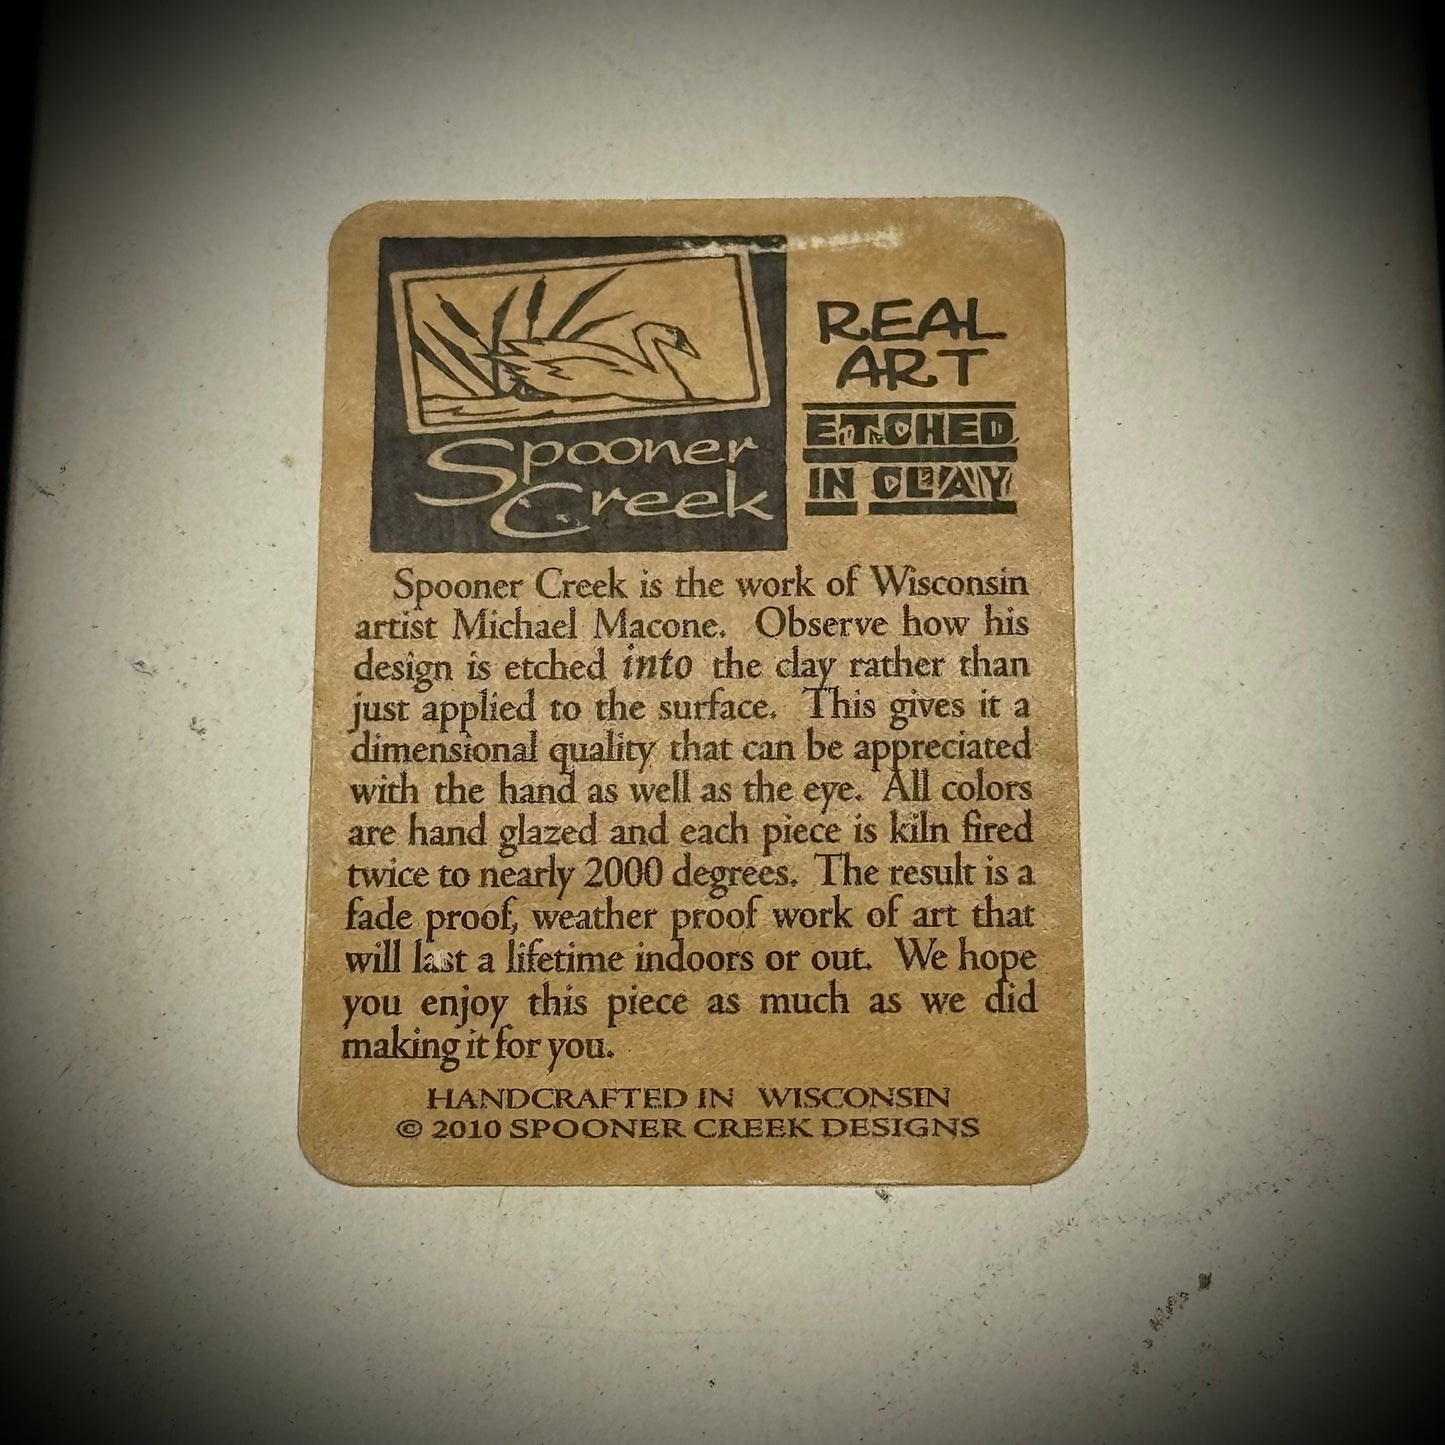 Spooner
Creek
REAL
ART
ETCHED
IN CLAY
Spooner Creek is the work of Wisconsin
artist Michael Macone. Observe how his
design is etched into the clay rather than
just applied to the surface. This gives it a
dimensional quality that can be appreciated
with the hand as well as the eye. All colors
are hand glazed and each piece is kiln fired
twice to nearly 2000 degrees. The result is a
fade proof, weather proof work of art that
will last a lifetime indoors or out. We hope
you enjoy this piece as much as we did
making it for you.
HANDCRAFTED IN WISCONSIN
© 2010 SPOONER CREEK DESIGNS